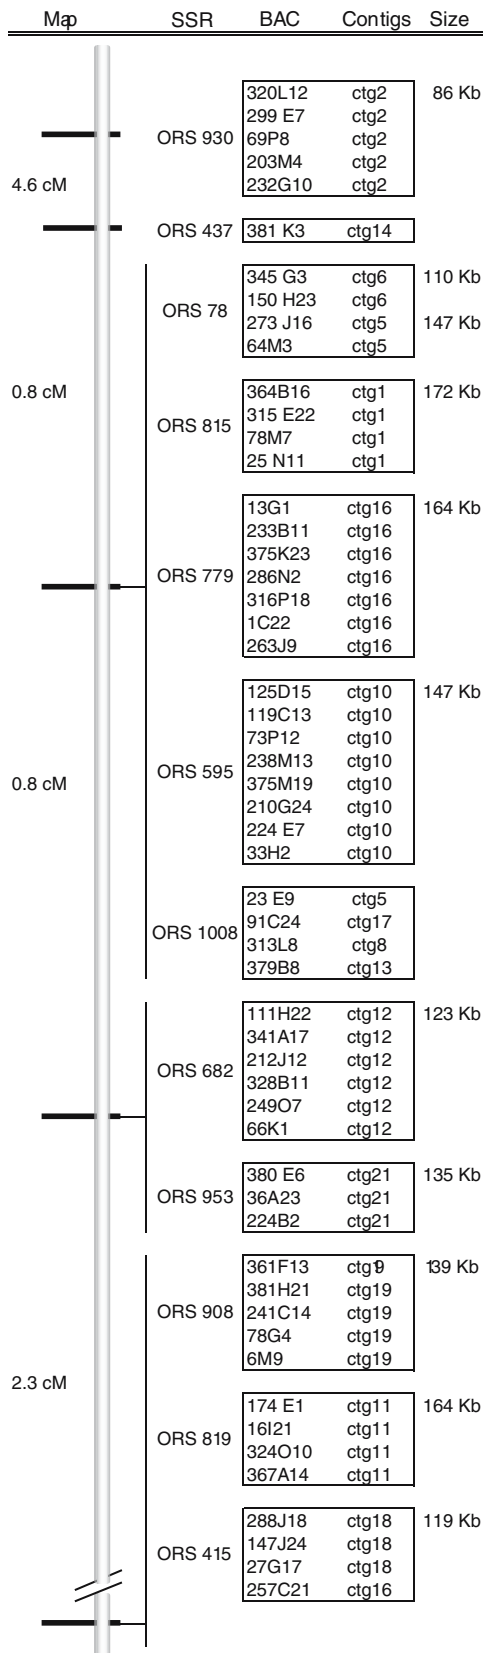 Map SSR BAC Contigs Size
320L12 ctg2 86 Kb
299 E7 ctg2
ORS 930 69P8 ctg2
203M4 ctg2
4.6 cM 232G10 ctg2
ORS 437 381 K3 ctg14
345 G3 ctg6 110 Kb
150 H23 ctg6
ORS 78 273 J16 ctg5 147 Kb
64M3 ctg5
0.8 cM 364B16 ctg1 172 Kb
315 E22 ctg1
ORS 815 78M7 ctg1
25 N11 ctg1
13G1 ctg16 164 Kb
233B11 ctg16
375K23 ctg16
ORS 779 286N2 ctg16
316P18 ctg16
1C22 ctg16
263J9 ctg16
125D15 ctg10 147 Kb
119C13 ctg10
73P12 ctg10
ORS 595 238M13 ctg10
0.8 cM 375M19 ctg10
210G24 ctg10
224 E7 ctg10
33H2 ctg10
23 E9 ctg5
91C24 ctg17
ORS 1008 313L8 ctg8
379B8 ctg13
111H22 ctg12 123 Kb
341A17 ctg12
ORS 682 212J12 ctg12
328B11 ctg12
249O7 ctg12
66K1 ctg12
380 E6 ctg21 135 Kb
ORS 953 36A23 ctg21
224B2 ctg21
361F13 ctg19 139 Kb
381H21 ctg19
ORS 908 241C14 ctg19
78G4 ctg19
6M9 ctg19
2.3 cM 174 E1 ctg11 164 Kb
16I21 ctg11
ORS 819 324O10 ctg11
367A14 ctg11
288J18 ctg18 119 Kb
147J24 ctg18
ORS 415 27G17 ctg18
257C21 ctg16